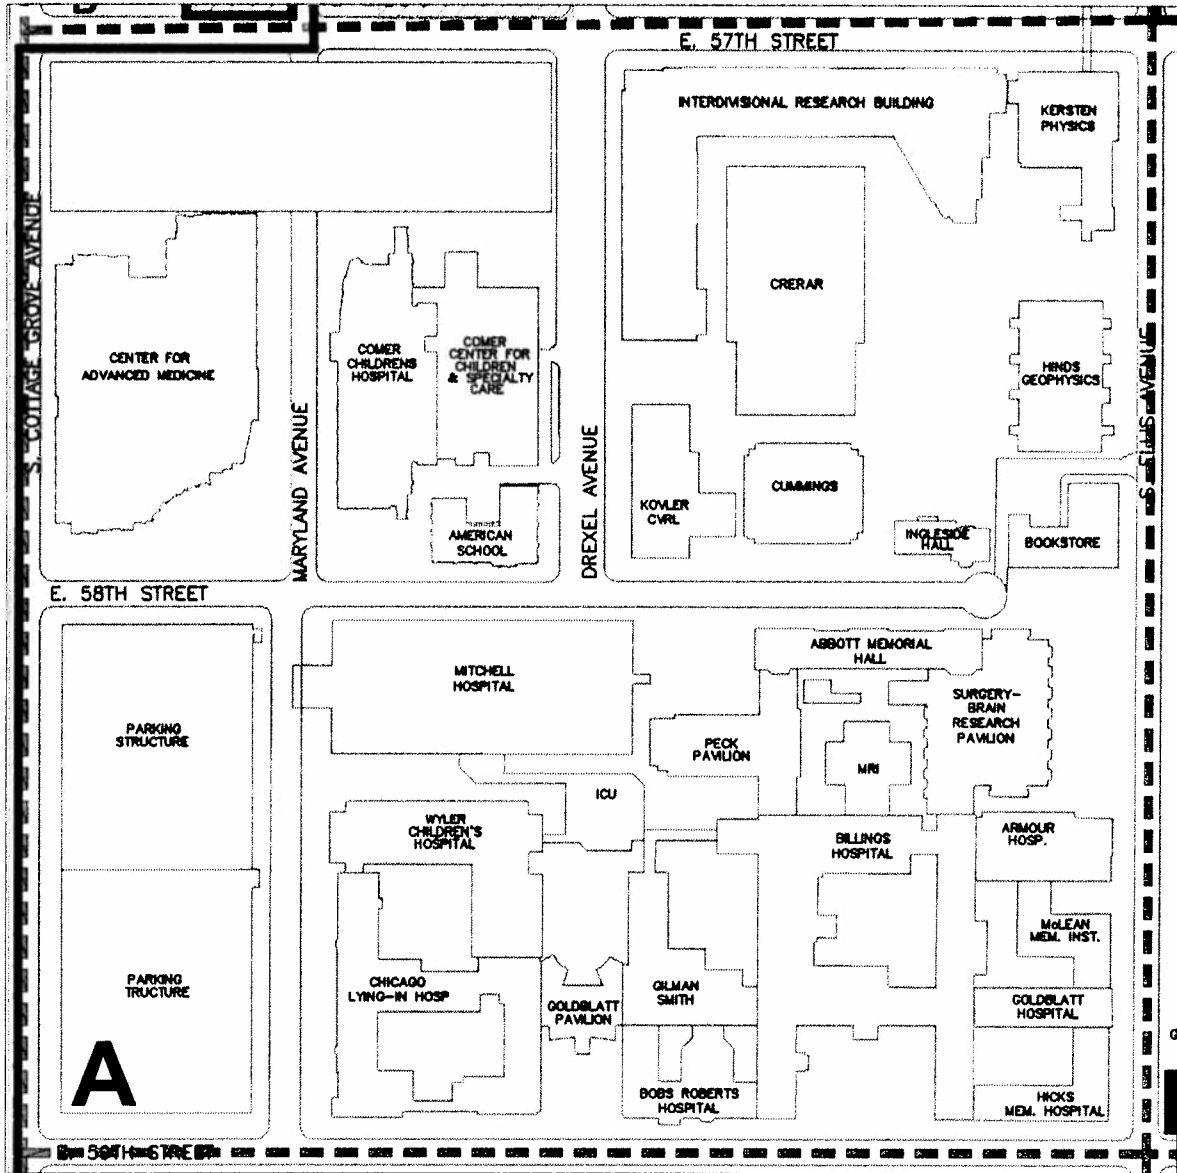 E. 57TH STREET
INTERDIVISIONAL RESEARCH BUILDING
KERSTEN
PHYSICS
S. COTTAGE GROVE AVENUE
CRERAR
CENTER FOR
ADVANCED MEDICINE
COMER
CHILDRENS
HOSPITAL
COMER
CENTER FOR
CHILDREN
& SPECIALTY
CARE
HINDS
GEOPHYSICS
S. ELLIS AVENUE
MARYLAND AVENUE
DREXEL AVENUE
KOVLER
CVRL
CUMMINGS
AMERICAN
SCHOOL
INGLESIDE
HALL
BOOKSTORE
E. 58TH STREET
MITCHELL
HOSPITAL
ABBOTT MEMORIAL
HALL
SURGERY-
BRAIN
RESEARCH
PAVILION
PARKING
STRUCTURE
PECK
PAVILION
MRI
ICU
WYLER
CHILDREN'S
HOSPITAL
BILLINGS
HOSPITAL
ARMOUR
HOSP.
McLEAN
MEM. INST.
PARKING
TRUCTURE
CHICAGO
LYING-IN HOSP
GOLDBLATT
PAVILION
GILMAN
SMITH
GOLDBLATT
HOSPITAL
A
BOBS ROBERTS
HOSPITAL
HICKS
MEM. HOSPITAL
E. 59TH STREET